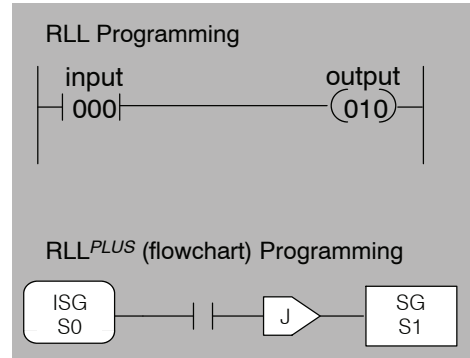 RLL Programming
input output
000 010
RLLPLUS (flowchart) Programming
ISG J SG
S0 S1